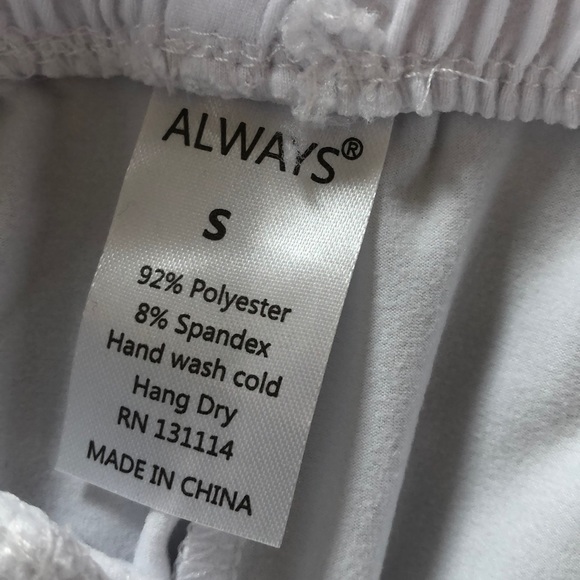 ALWAYS®
S
92% Polyester
8% Spandex
Hand wash cold
Hang Dry
RN 131114
MADE IN CHINA